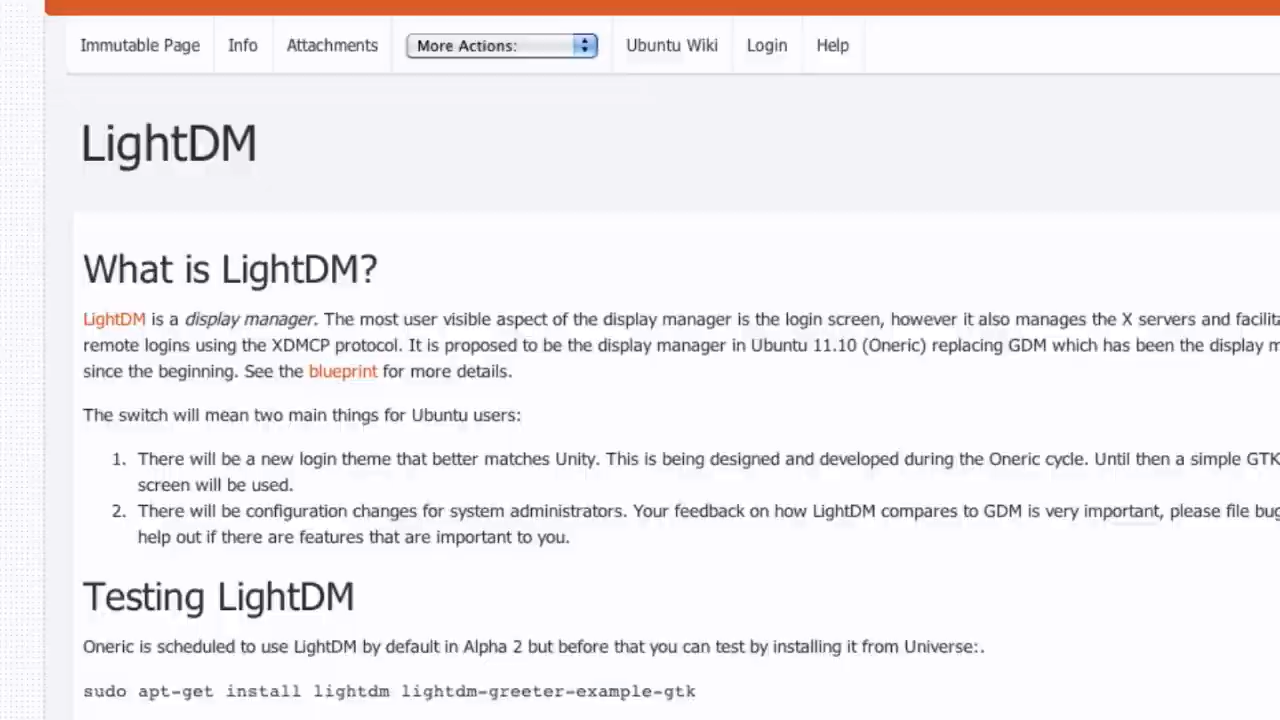 Immutable Page Info Attachments More Actions: Ubuntu Wiki Login Help
LightDM
What is LightDM?
LightDM is a display manager. The most user visible aspect of the display manager is the login screen, however it also manages the X servers and
remote logins using the XDMCP protocol. It is proposed to be the display manager in Ubuntu 11.10 (Oneric) replacing GDM which has been the display
since the beginning. See the blueprint for more details.
The switch will mean two main things for Ubuntu users:
1. There will be a new login theme that better matches Unity. This is being designed and developed during the Oneric cycle. Until then a simple GTK
screen will be used.
2. There will be configuration changes for system administrators. Your feedback on how LightDM compares to GDM is very important, please file
help out if there are features that are important to you.
Testing LightDM
Oneric is scheduled to use LightDM by default in Alpha 2 but before that you can test by installing it from Universe:.
sudo apt-get install lightdm lightdm-greeter-example-gtk